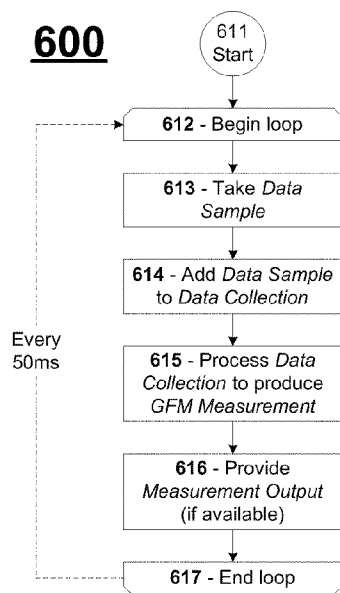 600
611
Start
612 - Begin loop
613 - Take Data
Sample
614 - Add Data Sample
to Data Collection
Every
50ms
615 - Process Data
Collection to produce
GFM Measurement
616 - Provide
Measurement Output
(if available)
617 - End loop